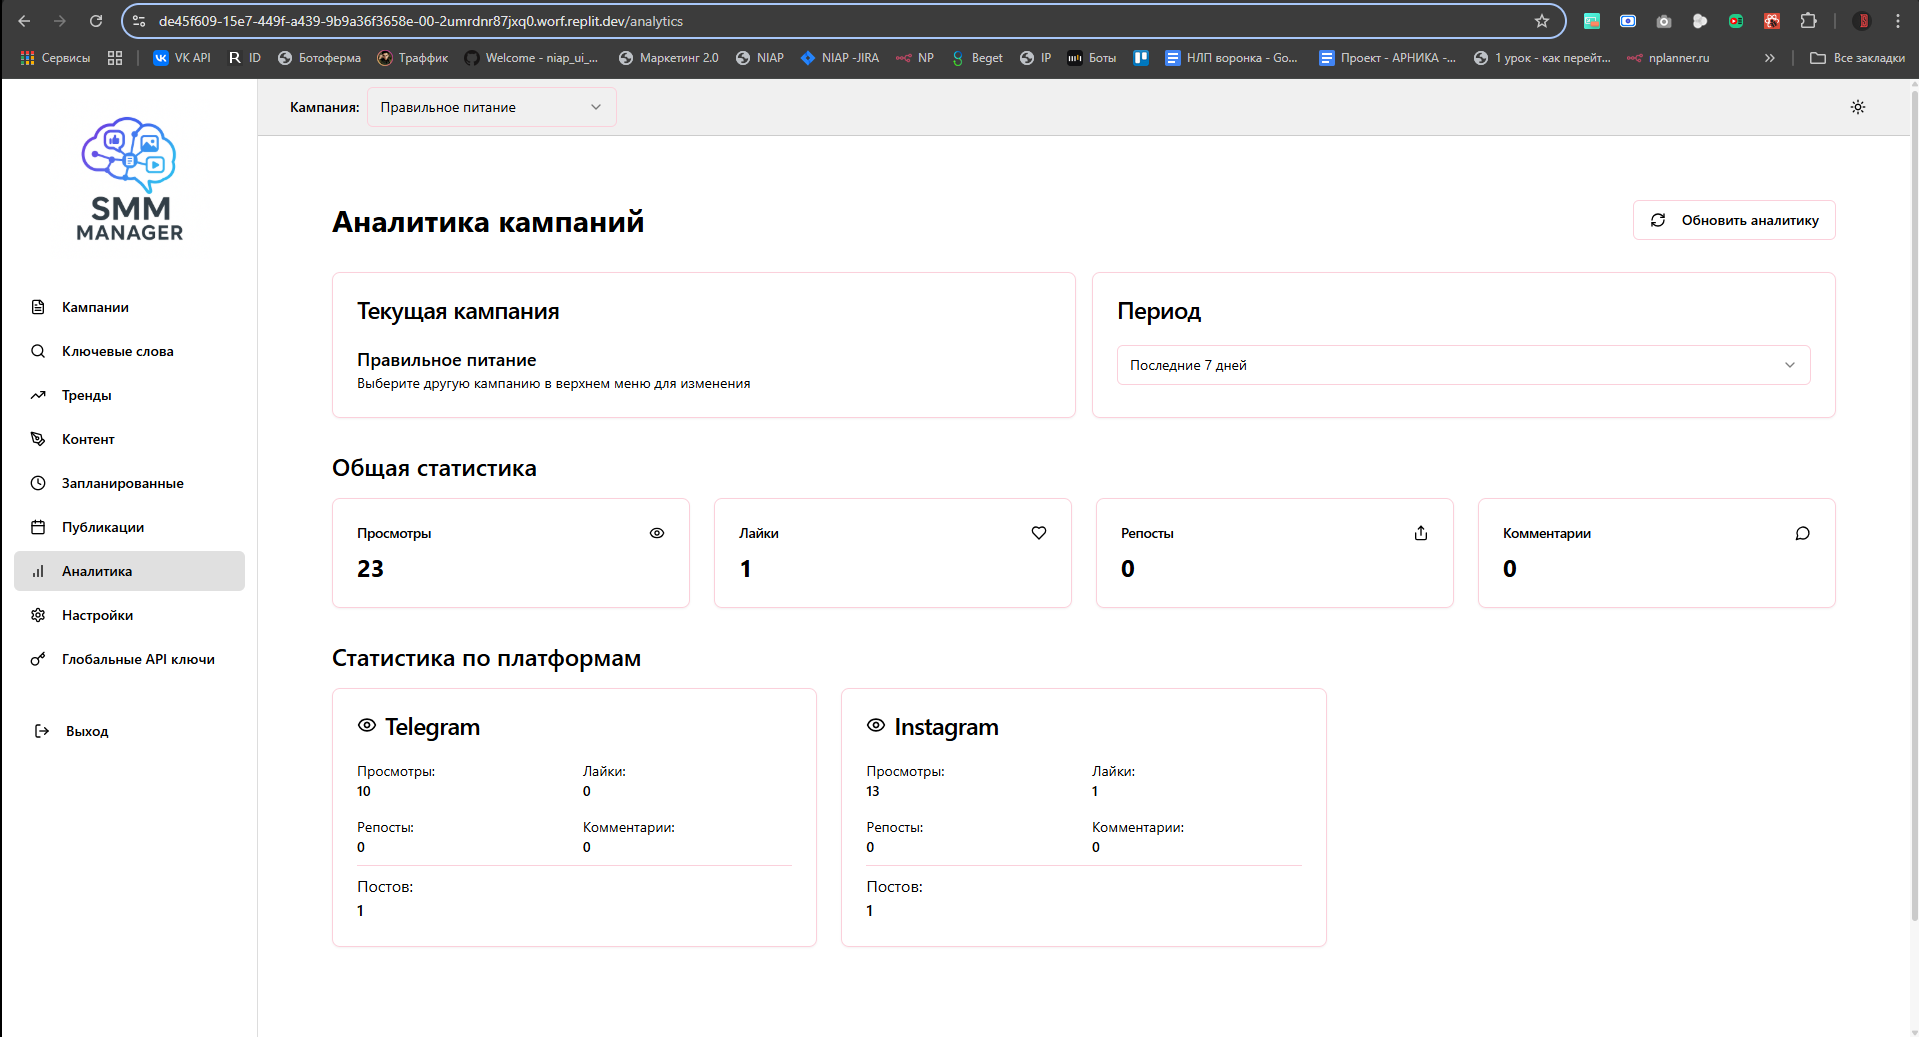 de45f609-15e7-449f-a439-9b9a36f3658e-00-2umrdnr87jxq0.worf.replit.dev/analytics
Сервисы VK API ID Ботоферма Траффик Welcome - niap_ui_... Маркетинг 2.0 NIAP NIAP -JIRA NP Beget IP Боты НЛП воронка - Go... Проект - АРНИКА -... 1 урок - как перейт... nplanner.ru Все закладки
SMM
MANAGER
Кампании
Ключевые слова
Тренды
Контент
Запланированные
Публикации
Аналитика
Настройки
Глобальные API ключи
Выход
Кампания: Правильное питание
Аналитика кампаний
Обновить аналитику
Текущая кампания
Правильное питание
Выберите другую кампанию в верхнем меню для изменения
Период
Последние 7 дней
Общая статистика
Просмотры
23
Лайки
1
Репосты
0
Комментарии
0
Статистика по платформам
Telegram
Просмотры: Лайки:
10 0
Репосты: Комментарии:
0 0
Постов:
1
Instagram
Просмотры: Лайки:
13 1
Репосты: Комментарии:
0 0
Постов:
1